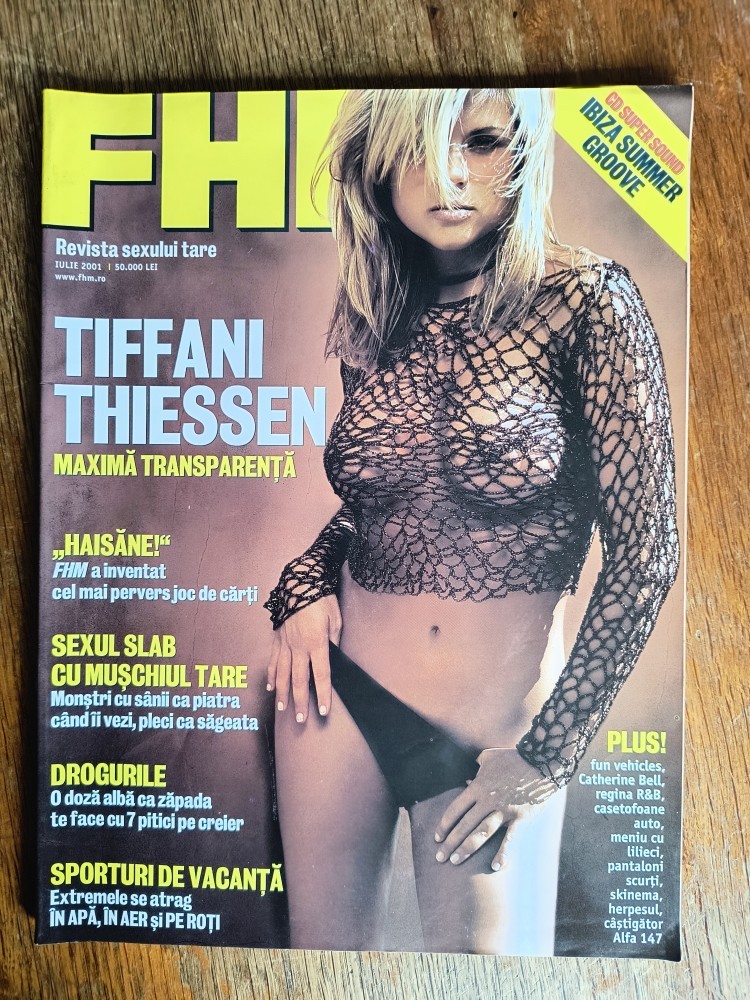 FHM
CD SUPER SOUND
IBIZA SUMMER
GROOVE
Revista sexului tare
IULIE 2001 | 50.000 LEI
www.fhm.ro
TIFFANI
THIESSEN
MAXIMĂ TRANSPARENȚĂ
„HAISĂNE!“
FHM a inventat
cel mai pervers joc de cărți
SEXUL SLAB
CU MUȘCHIUL TARE
Monștri cu sânii ca piatra
când îi vezi, pleci ca săgeata
DROGURILE
O doză albă ca zăpada
te face cu 7 pitici pe creier
SPORTURI DE VACANȚĂ
Extremele se atrag
ÎN APĂ, ÎN AER și PE ROȚI
PLUS!
fun vehicles,
Catherine Bell,
regina R&B,
casetofoane
auto,
meniu cu
lilieci,
pantaloni
scurți,
skinema,
herpesul,
câștigător
Alfa 147